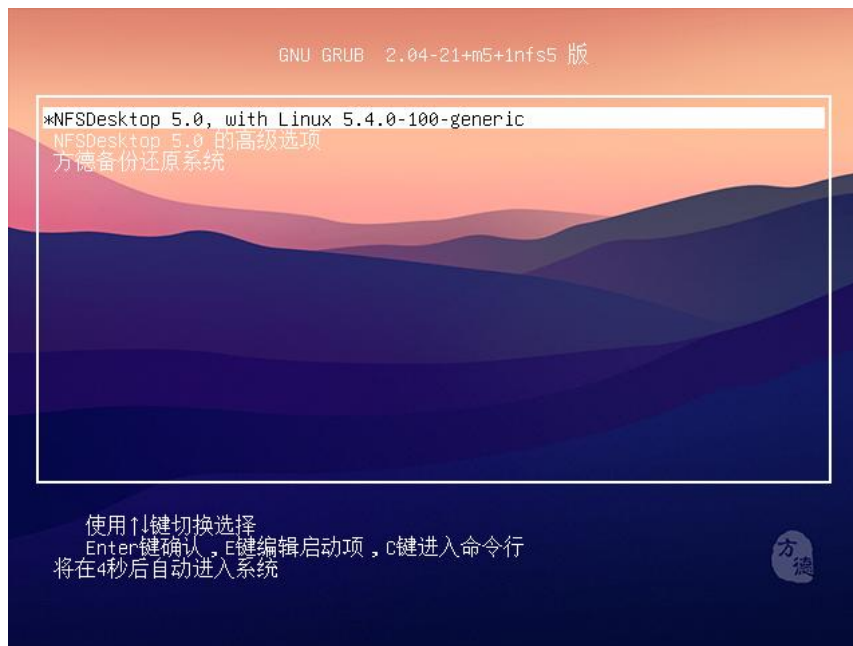 GNU GRUB  2.04-21+m5+1nfs5 版
*NFSDesktop 5.0, with Linux 5.4.0-100-generic
NFSDesktop 5.0 的高级选项
方德备份还原系统
使用↑↓键切换选择
Enter键确认，E键编辑启动项，C键进入命令行
将在4秒后自动进入系统
方德